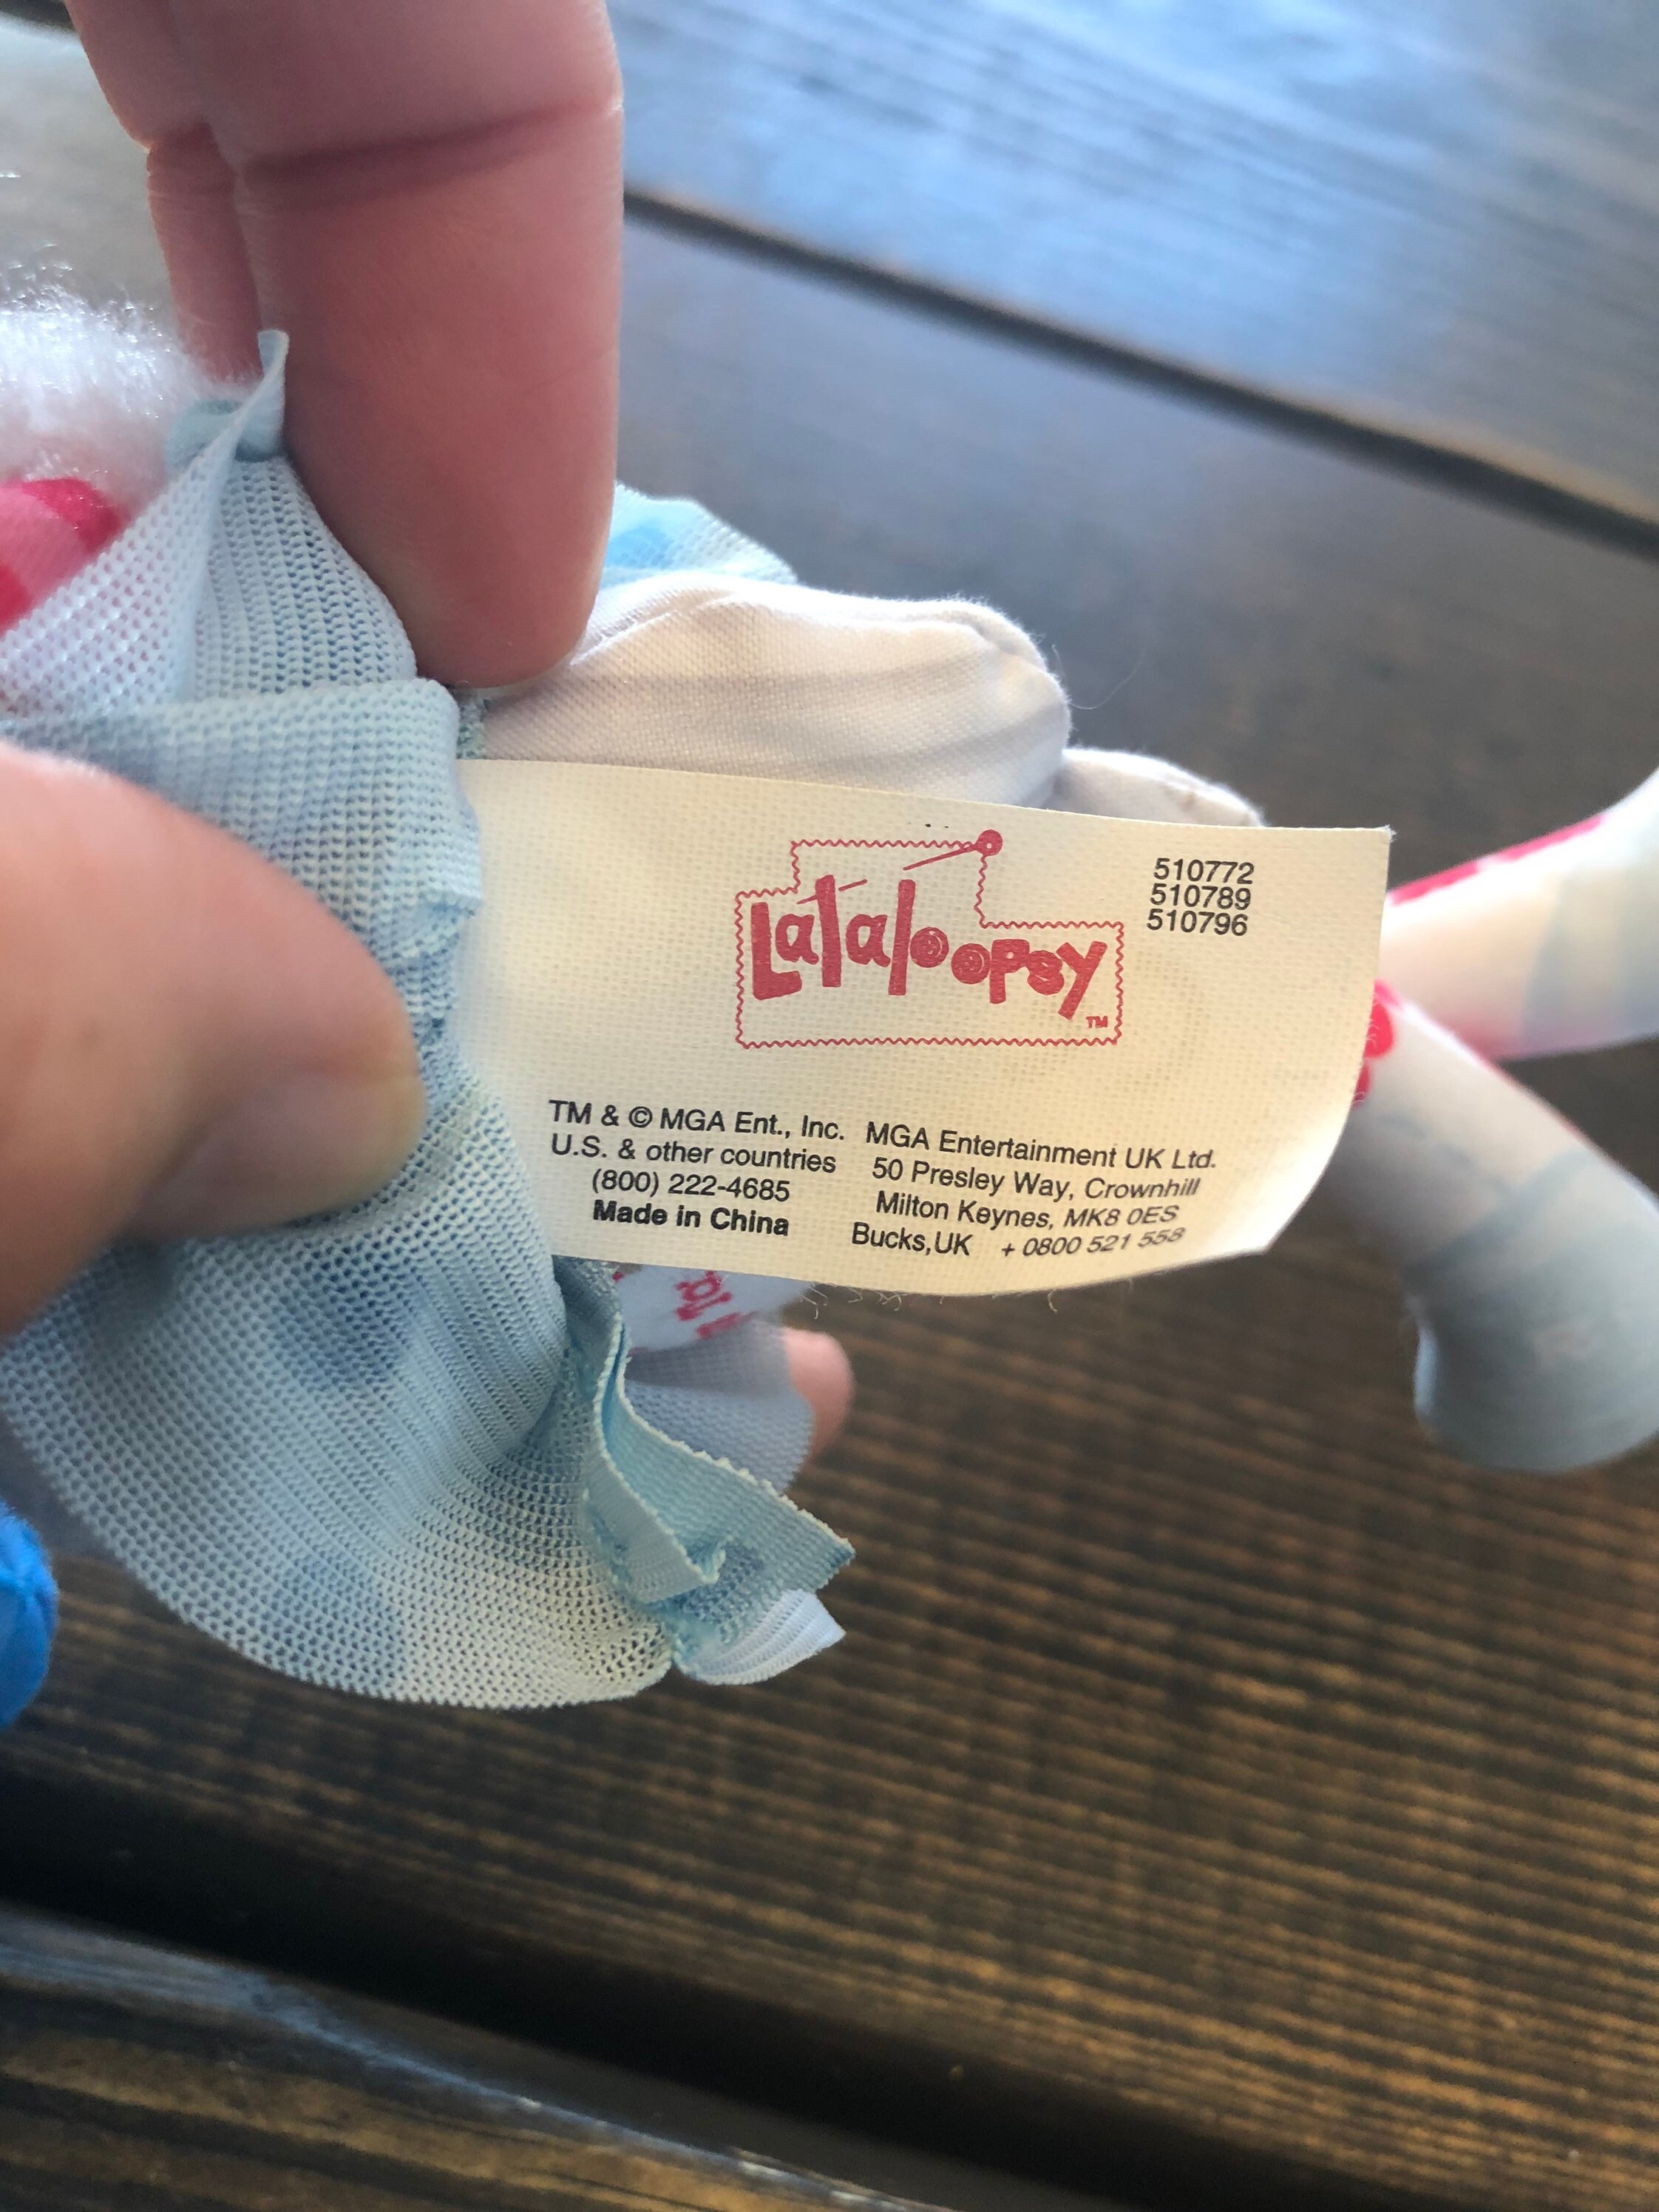 Lalaloopsy
TM
510772
510789
510796
TM & © MGA Ent., Inc.
U.S. & other countries
(800) 222-4685
Made in China
MGA Entertainment UK Ltd.
50 Presley Way, Crownhill
Milton Keynes, MK8 0ES
Bucks,UK + 0800 521 558